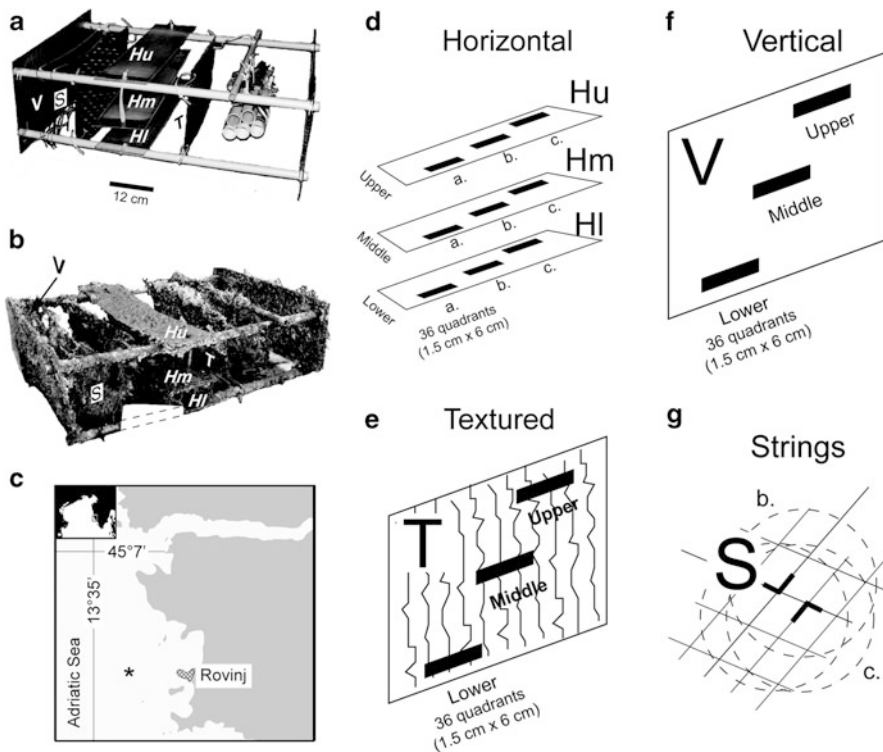 a
Hu
V
S
Hm
T
Hl
12 cm
b
V
Hu
T
S
Hm
Hl
c
45°7'
13°35'
Adriatic Sea
*
Rovinj
d
Horizontal
Hu
Upper
a.
b.
c.
Hm
Middle
a.
b.
c.
Hl
Lower
a.
b.
c.
36 quadrants
(1.5 cm x 6 cm)
e
Textured
T
Upper
Middle
Lower
36 quadrants
(1.5 cm x 6 cm)
f
Vertical
V
Upper
Middle
Lower
36 quadrants
(1.5 cm x 6 cm)
g
Strings
b.
S
c.